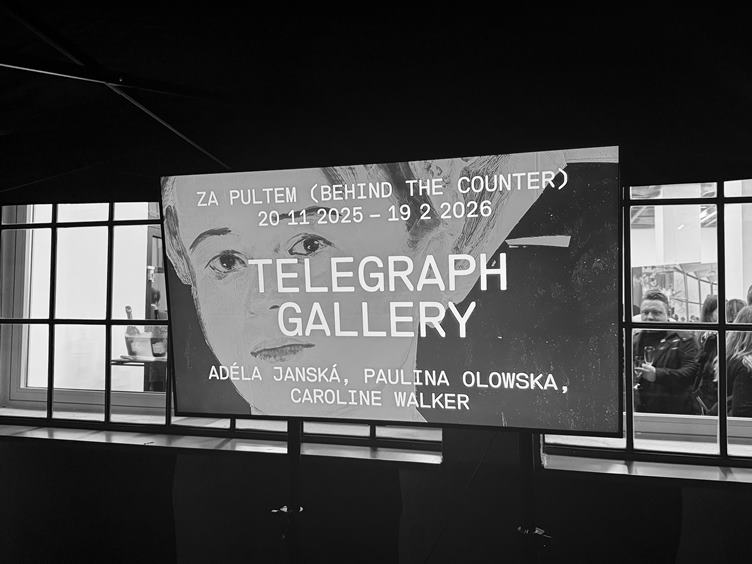 ZA PULTEM (BEHIND THE COUNTER)
20 11 2025 – 19 2 2026
TELEGRAPH
GALLERY
ADÉLA JANSKÁ, PAULINA OLOWSKA,
CAROLINE WALKER